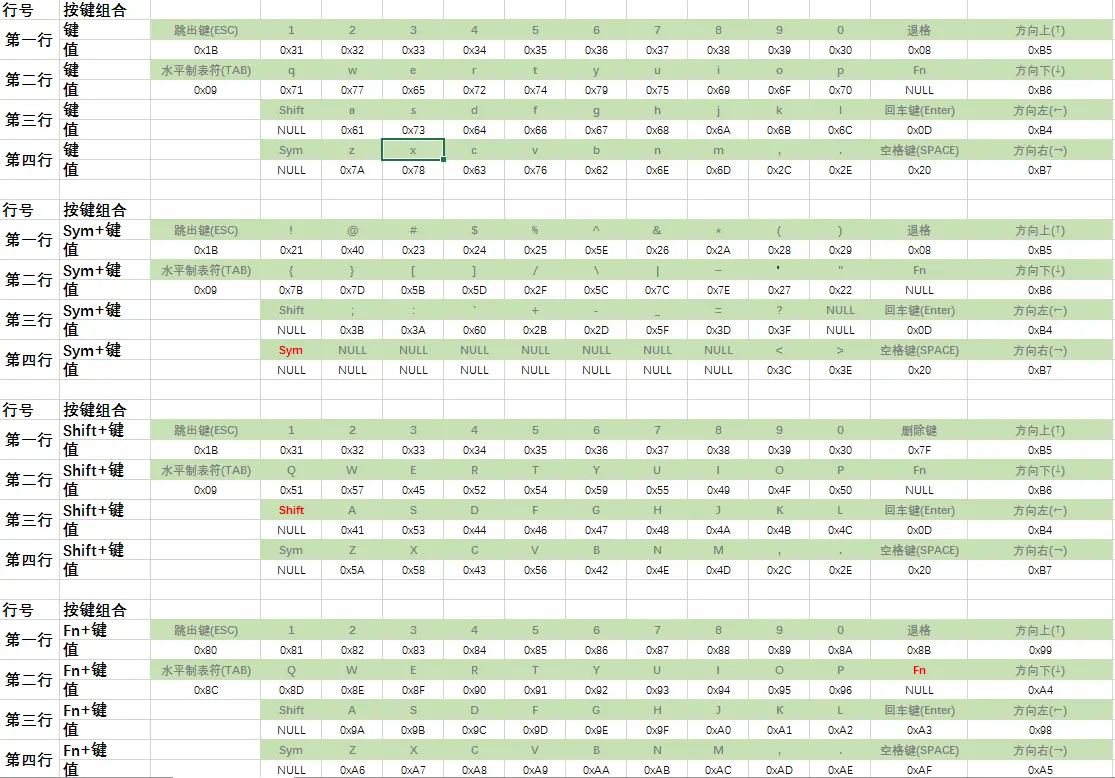 行号 按键组合
第一行 键 跳出键(ESC) 1 2 3 4 5 6 7 8 9 0 退格 方向上(↑)
值 0x1B 0x31 0x32 0x33 0x34 0x35 0x36 0x37 0x38 0x39 0x30 0x08 0xB5
第二行 键 水平制表符(TAB) q w e r t y u i o p Fn 方向下(↓)
值 0x09 0x71 0x77 0x65 0x72 0x74 0x79 0x75 0x69 0x6F 0x70 NULL 0xB6
第三行 键 Shift a s d f g h j k l 回车键(Enter) 方向左(←)
值 NULL 0x61 0x73 0x64 0x66 0x67 0x68 0x6A 0x6B 0x6C 0x0D 0xB4
第四行 键 Sym z x c v b n m , . 空格键(SPACE) 方向右(→)
值 NULL 0x7A 0x78 0x63 0x76 0x62 0x6E 0x6D 0x2C 0x2E 0x20 0xB7
行号 按键组合
第一行 Sym+键 跳出键(ESC) ! @ # $ % ^ & * ( ) 退格 方向上(↑)
值 0x1B 0x21 0x40 0x23 0x24 0x25 0x5E 0x26 0x2A 0x28 0x29 0x08 0xB5
第二行 Sym+键 水平制表符(TAB) { } [ ] / \ | ~ ' " Fn 方向下(↓)
值 0x09 0x7B 0x7D 0x5B 0x5D 0x2F 0x5C 0x7C 0x7E 0x27 0x22 NULL 0xB6
第三行 Sym+键 Shift ; : ` + - _ = ? NULL 回车键(Enter) 方向左(←)
值 NULL 0x3B 0x3A 0x60 0x2B 0x2D 0x5F 0x3D 0x3F NULL 0x0D 0xB4
第四行 Sym+键 Sym NULL NULL NULL NULL NULL NULL NULL < > 空格键(SPACE) 方向右(→)
值 NULL NULL NULL NULL NULL NULL NULL NULL 0x3C 0x3E 0x20 0xB7
行号 按键组合
第一行 Shift+键 跳出键(ESC) 1 2 3 4 5 6 7 8 9 0 删除键 方向上(↑)
值 0x1B 0x31 0x32 0x33 0x34 0x35 0x36 0x37 0x38 0x39 0x30 0x7F 0xB5
第二行 Shift+键 水平制表符(TAB) Q W E R T Y U I O P Fn 方向下(↓)
值 0x09 0x51 0x57 0x45 0x52 0x54 0x59 0x55 0x49 0x4F 0x50 NULL 0xB6
第三行 Shift+键 Shift A S D F G H J K L 回车键(Enter) 方向左(←)
值 NULL 0x41 0x53 0x44 0x46 0x47 0x48 0x4A 0x4B 0x4C 0x0D 0xB4
第四行 Shift+键 Sym Z X C V B N M , . 空格键(SPACE) 方向右(→)
值 NULL 0x5A 0x58 0x43 0x56 0x42 0x4E 0x4D 0x2C 0x2E 0x20 0xB7
行号 按键组合
第一行 Fn+键 跳出键(ESC) 1 2 3 4 5 6 7 8 9 0 退格 方向上(↑)
值 0x80 0x81 0x82 0x83 0x84 0x85 0x86 0x87 0x88 0x89 0x8A 0x8B 0x99
第二行 Fn+键 水平制表符(TAB) Q W E R T Y U I O P Fn 方向下(↓)
值 0x8C 0x8D 0x8E 0x8F 0x90 0x91 0x92 0x93 0x94 0x95 0x96 NULL 0xA4
第三行 Fn+键 Shift A S D F G H J K L 回车键(Enter) 方向左(←)
值 NULL 0x9A 0x9B 0x9C 0x9D 0x9E 0x9F 0xA0 0xA1 0xA2 0xA3 0x98
第四行 Fn+键 Sym Z X C V B N M , . 空格键(SPACE) 方向右(→)
值 NULL 0xA6 0xA7 0xA8 0xA9 0xAA 0xAB 0xAC 0xAD 0xAE 0xAF 0xA5